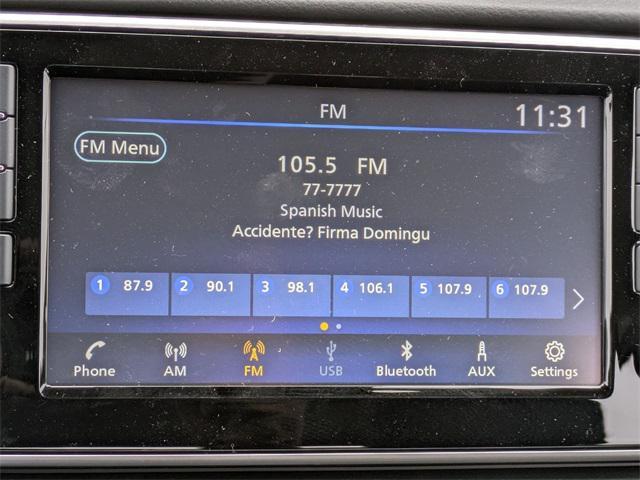 FM
11:31
FM Menu
105.5 FM
77-7777
Spanish Music
Accidente? Firma Domingu
1 87.9 2 90.1 3 98.1 4 106.1 5 107.9 6 107.9
Phone AM FM USB Bluetooth AUX Settings